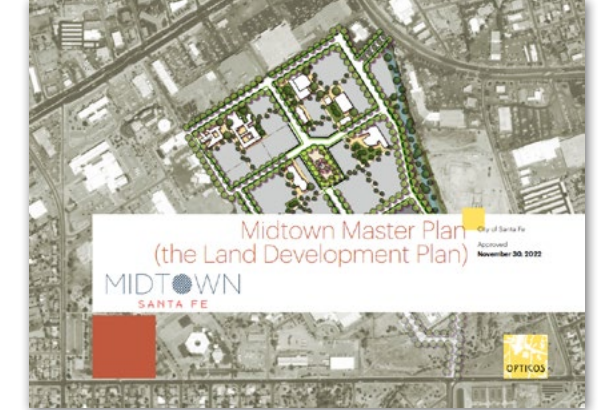 Midtown Master Plan
(the Land Development Plan)
City of Santa Fe
Approved
November 30, 2022
MIDTOWN
SANTA FE
OPTICOS